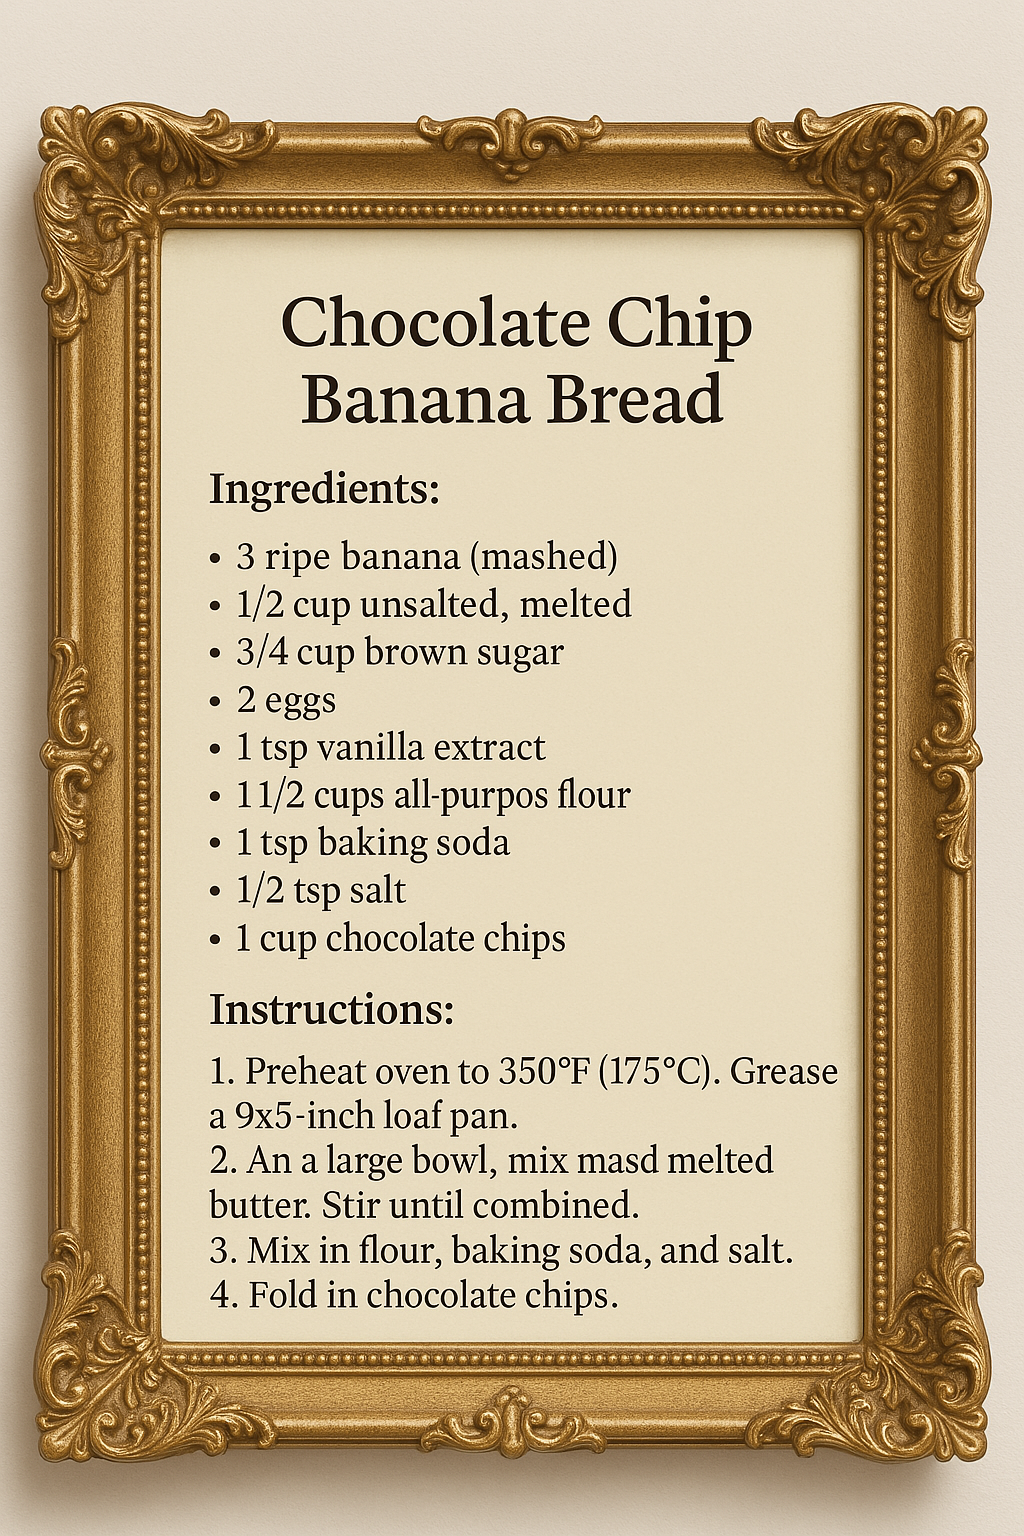 Chocolate Chip
Banana Bread
Ingredients:
• 3 ripe banana (mashed)
• 1/2 cup unsalted, melted
• 3/4 cup brown sugar
• 2 eggs
• 1 tsp vanilla extract
• 1 1/2 cups all-purpos flour
• 1 tsp baking soda
• 1/2 tsp salt
• 1 cup chocolate chips
Instructions:
1. Preheat oven to 350°F (175°C). Grease
a 9x5-inch loaf pan.
2. An a large bowl, mix masd melted
butter. Stir until combined.
3. Mix in flour, baking soda, and salt.
4. Fold in chocolate chips.